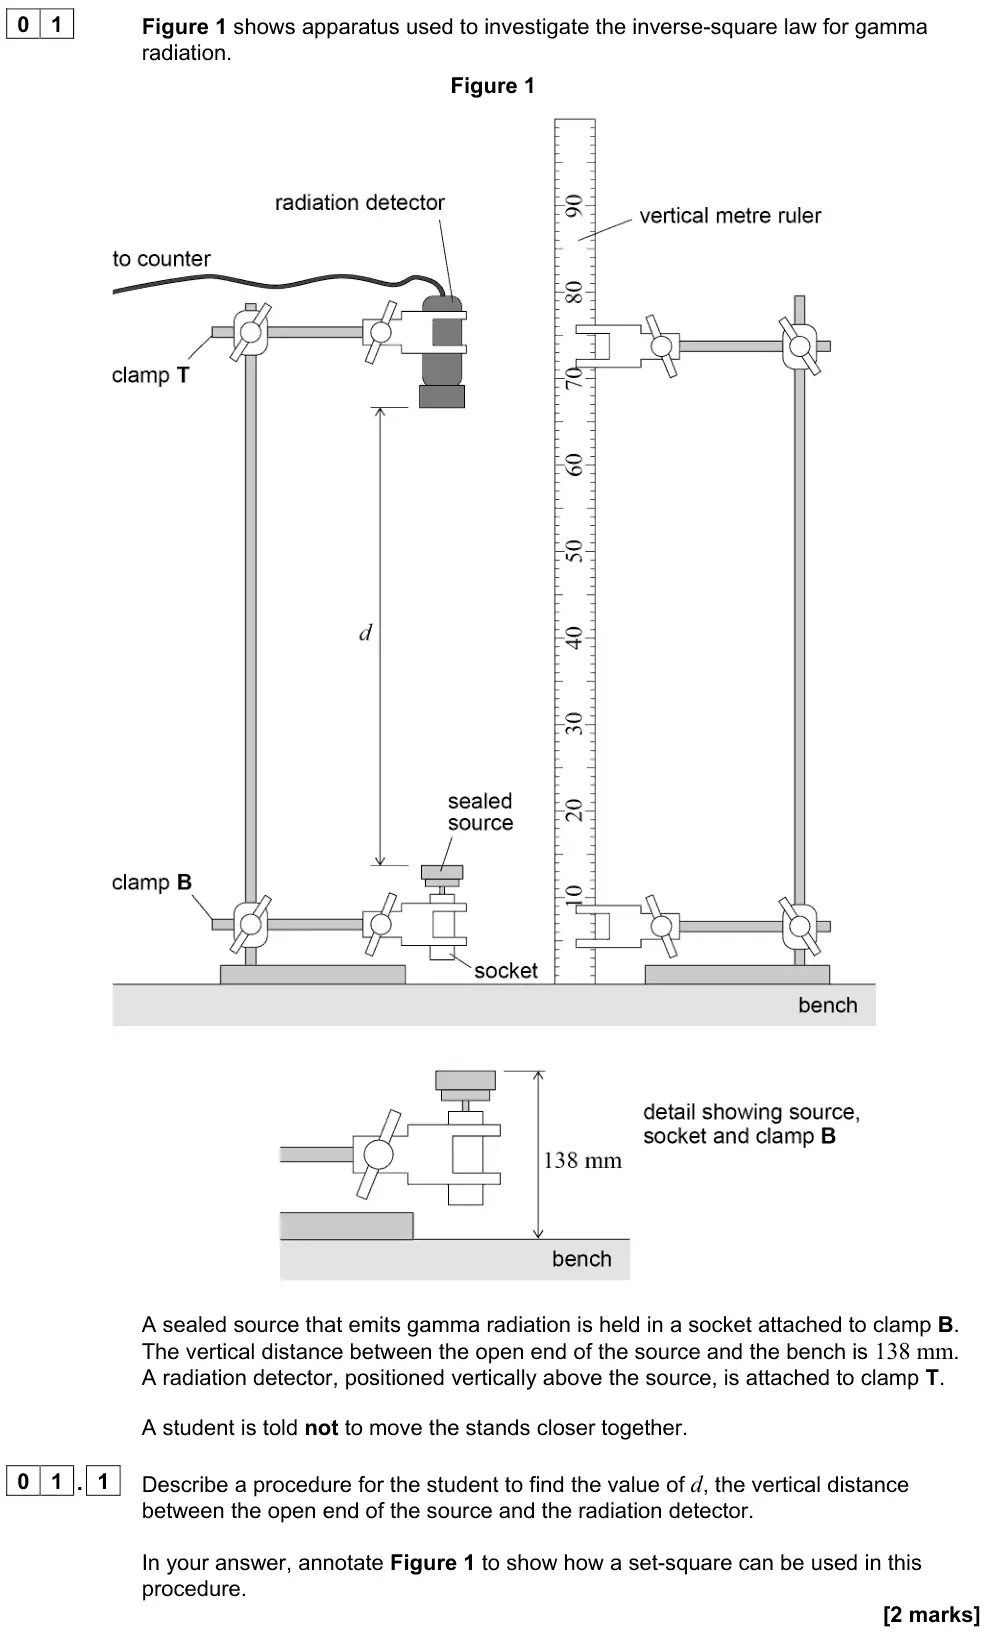 0 1
Figure 1 shows apparatus used to investigate the inverse-square law for gamma
radiation.
Figure 1
radiation detector
vertical metre ruler
to counter
clamp T
90
80
70
60
50
40
30
20
10
d
sealed
source
clamp B
socket
bench
detail showing source,
socket and clamp B
138 mm
bench
A sealed source that emits gamma radiation is held in a socket attached to clamp B.
The vertical distance between the open end of the source and the bench is 138 mm.
A radiation detector, positioned vertically above the source, is attached to clamp T.
A student is told not to move the stands closer together.
0 1 . 1
Describe a procedure for the student to find the value of d, the vertical distance
between the open end of the source and the radiation detector.
In your answer, annotate Figure 1 to show how a set-square can be used in this
procedure.
[2 marks]